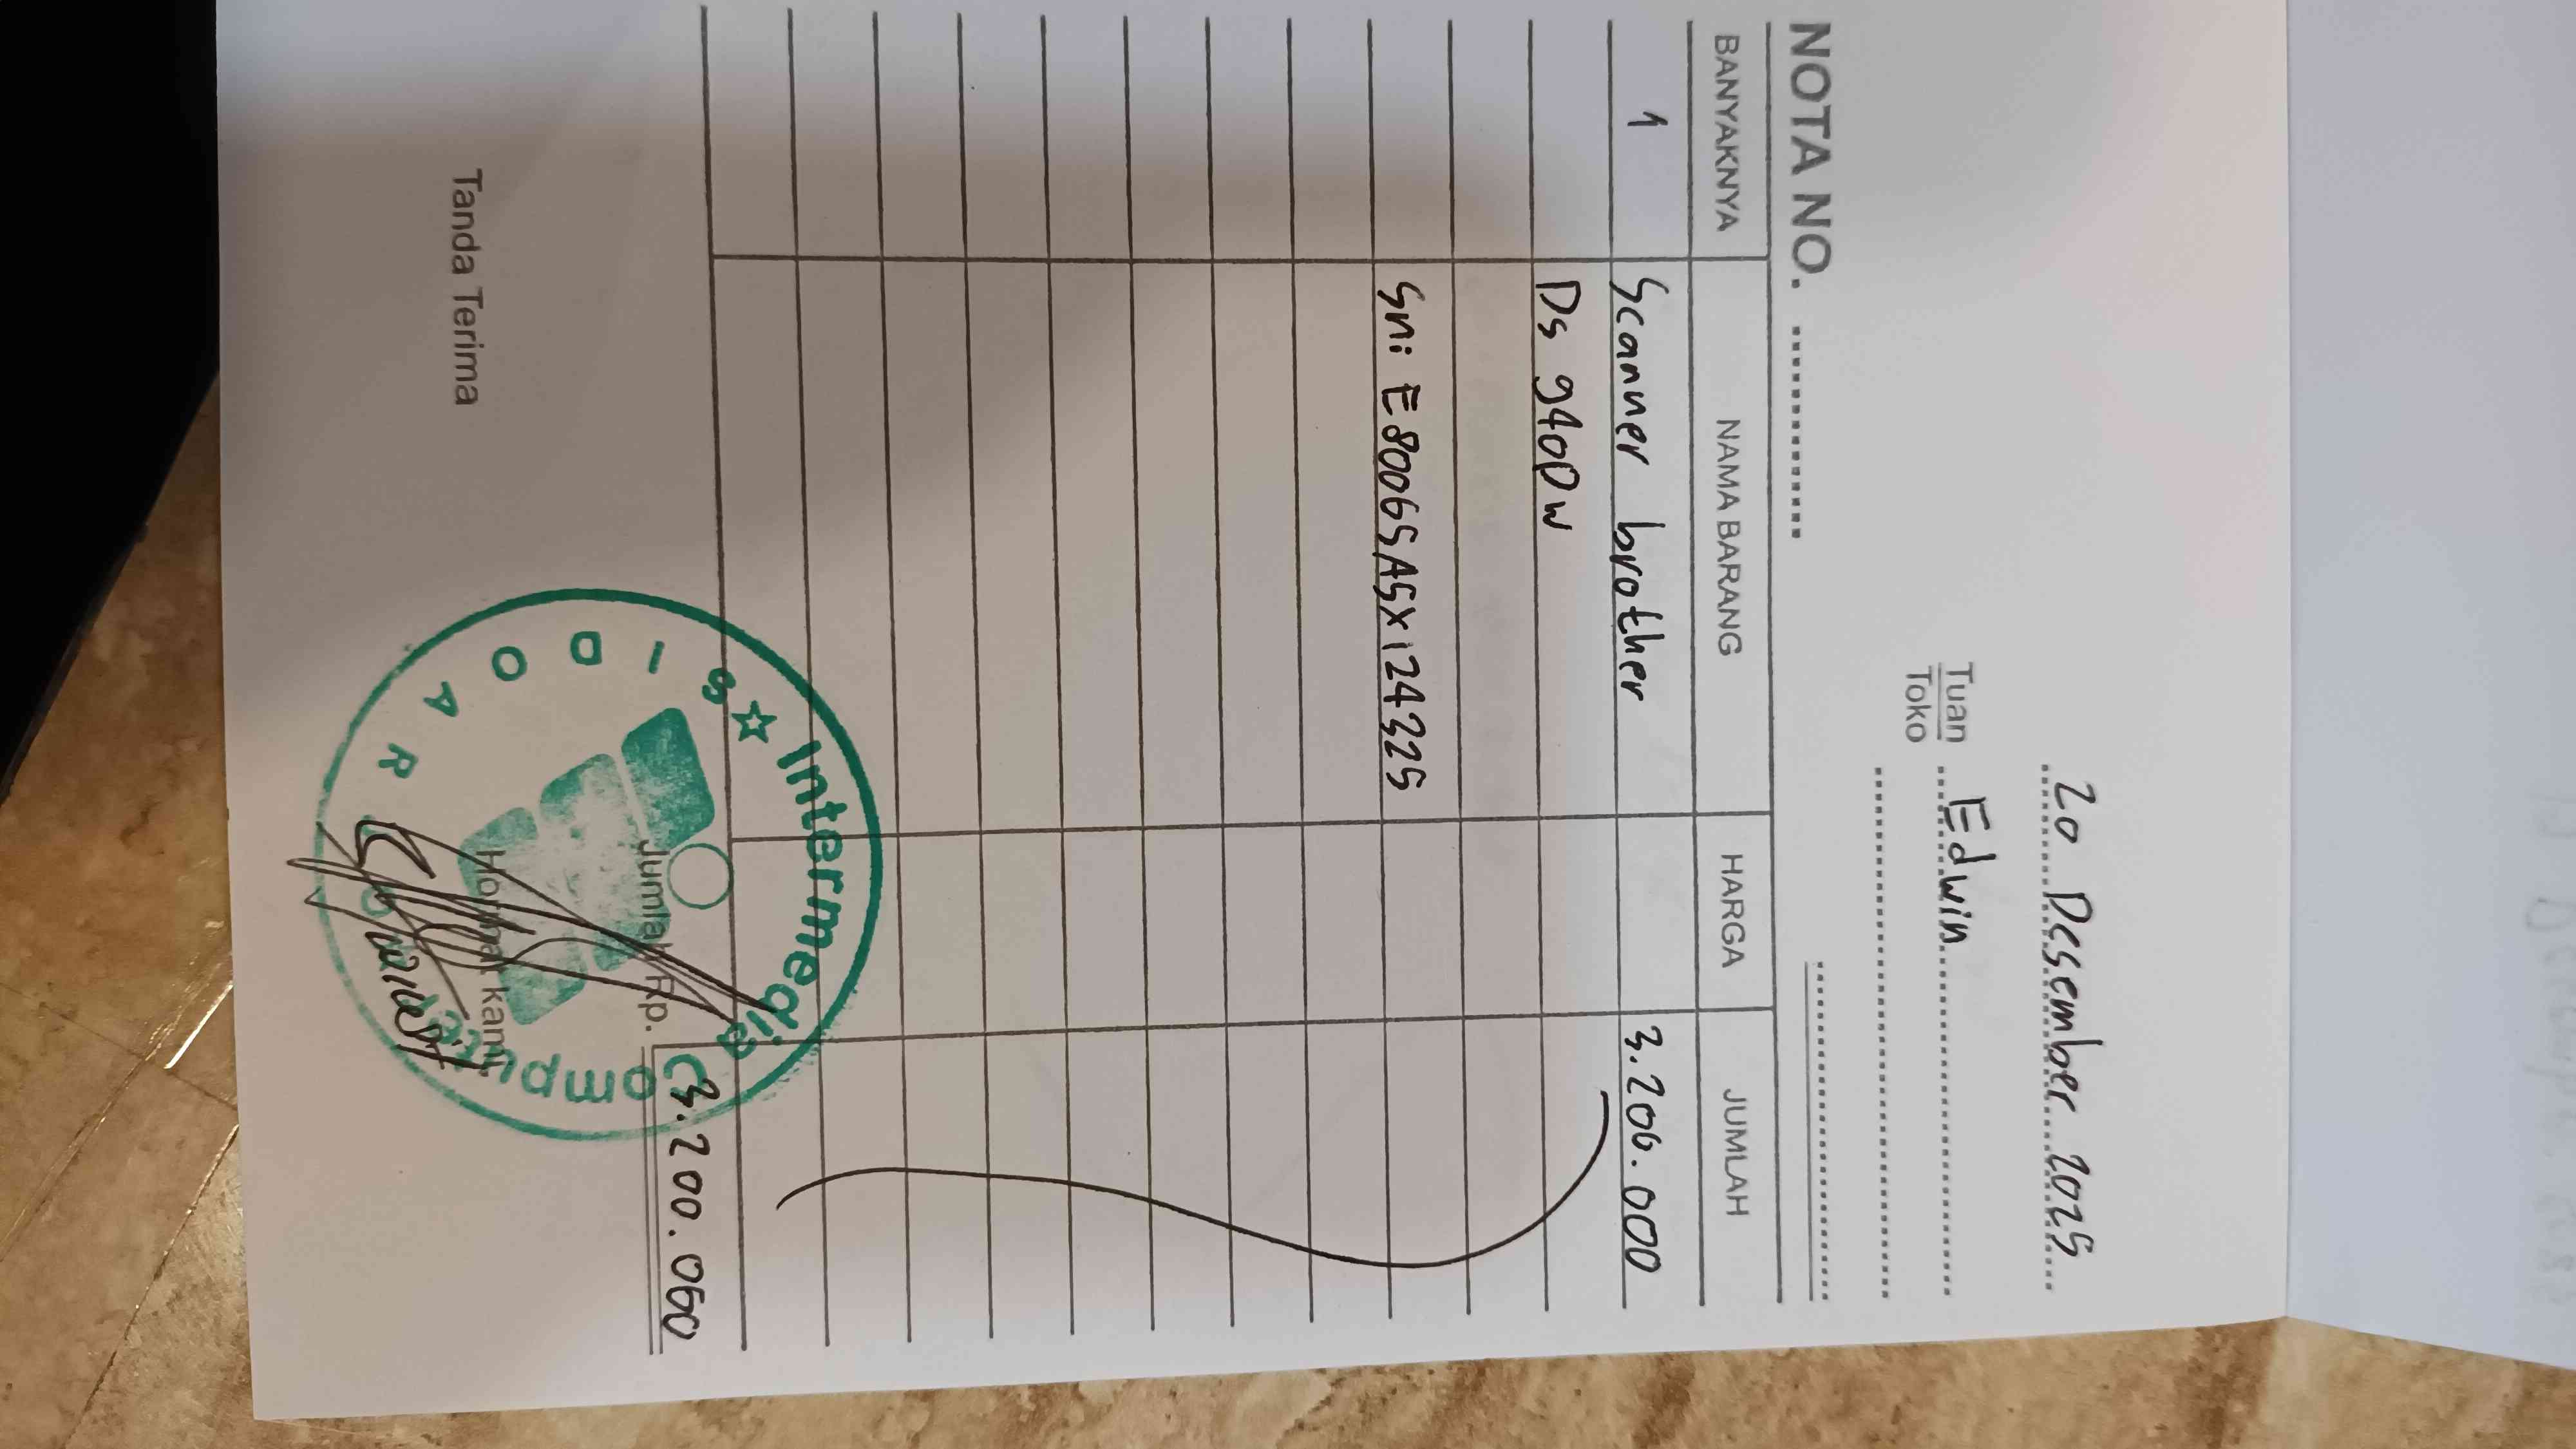 20 Desember 2025
Tuan Edwin
Toko
NOTA NO. ............
BANYAKNYA NAMA BARANG HARGA JUMLAH
1 Scanner brother 3.200.000
Ds 940DW
Sn: E80065A5X124325
Jumlah Rp. 3.200.000
Tanda Terima Hormat kami,
Intermedia
SIDOARJO